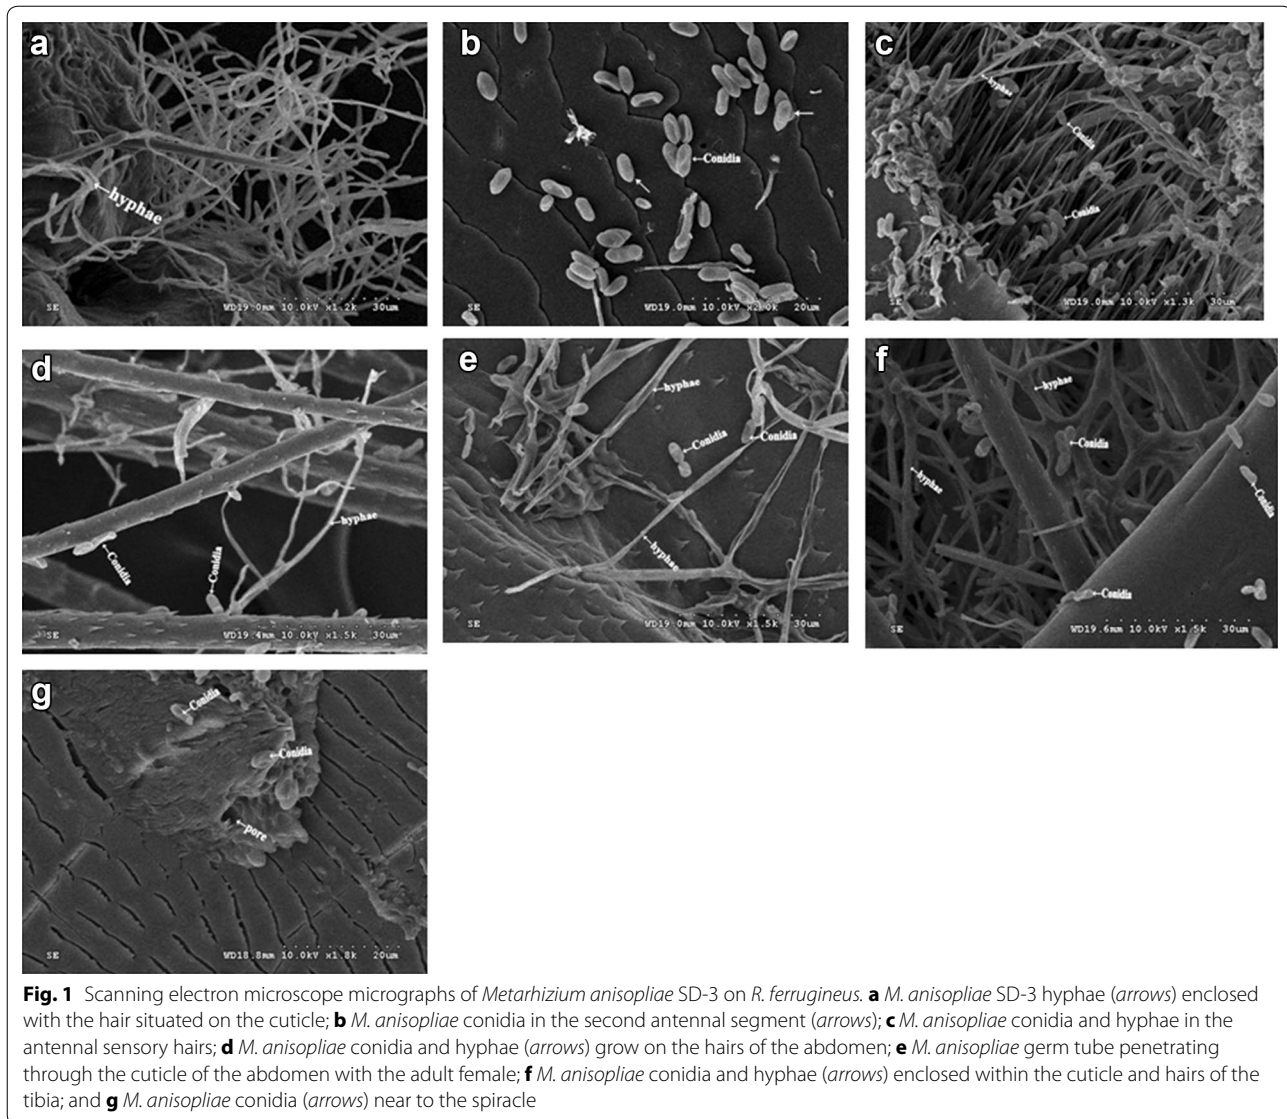 a
hyphae
SE WD19.0mm 10.0kV x1.2k 30um
b
Conidia
SE WD19.0mm 10.0kV x2.0k 20um
c
hyphae
Conidia
Conidia
SE WD19.0mm 10.0kV x1.3k 30um
d
hyphae
Conidia
Conidia
SE WD19.4mm 10.0kV x1.5k 30um
e
hyphae
Conidia
Conidia
hyphae
SE WD19.0mm 10.0kV x1.5k 30um
f
hyphae
Conidia
hyphae
Conidia
Conidia
SE WD19.6mm 10.0kV x1.5k 30um
g
Conidia
Conidia
pore
SE WD18.8mm 10.0kV x1.8k 20um
Fig. 1 Scanning electron microscope micrographs of Metarhizium anisopliae SD-3 on R. ferrugineus. a M. anisopliae SD-3 hyphae (arrows) enclosed
with the hair situated on the cuticle; b M. anisopliae conidia in the second antennal segment (arrows); c M. anisopliae conidia and hyphae in the
antennal sensory hairs; d M. anisopliae conidia and hyphae (arrows) grow on the hairs of the abdomen; e M. anisopliae germ tube penetrating
through the cuticle of the abdomen with the adult female; f M. anisopliae conidia and hyphae (arrows) enclosed within the cuticle and hairs of the
tibia; and g M. anisopliae conidia (arrows) near to the spiracle